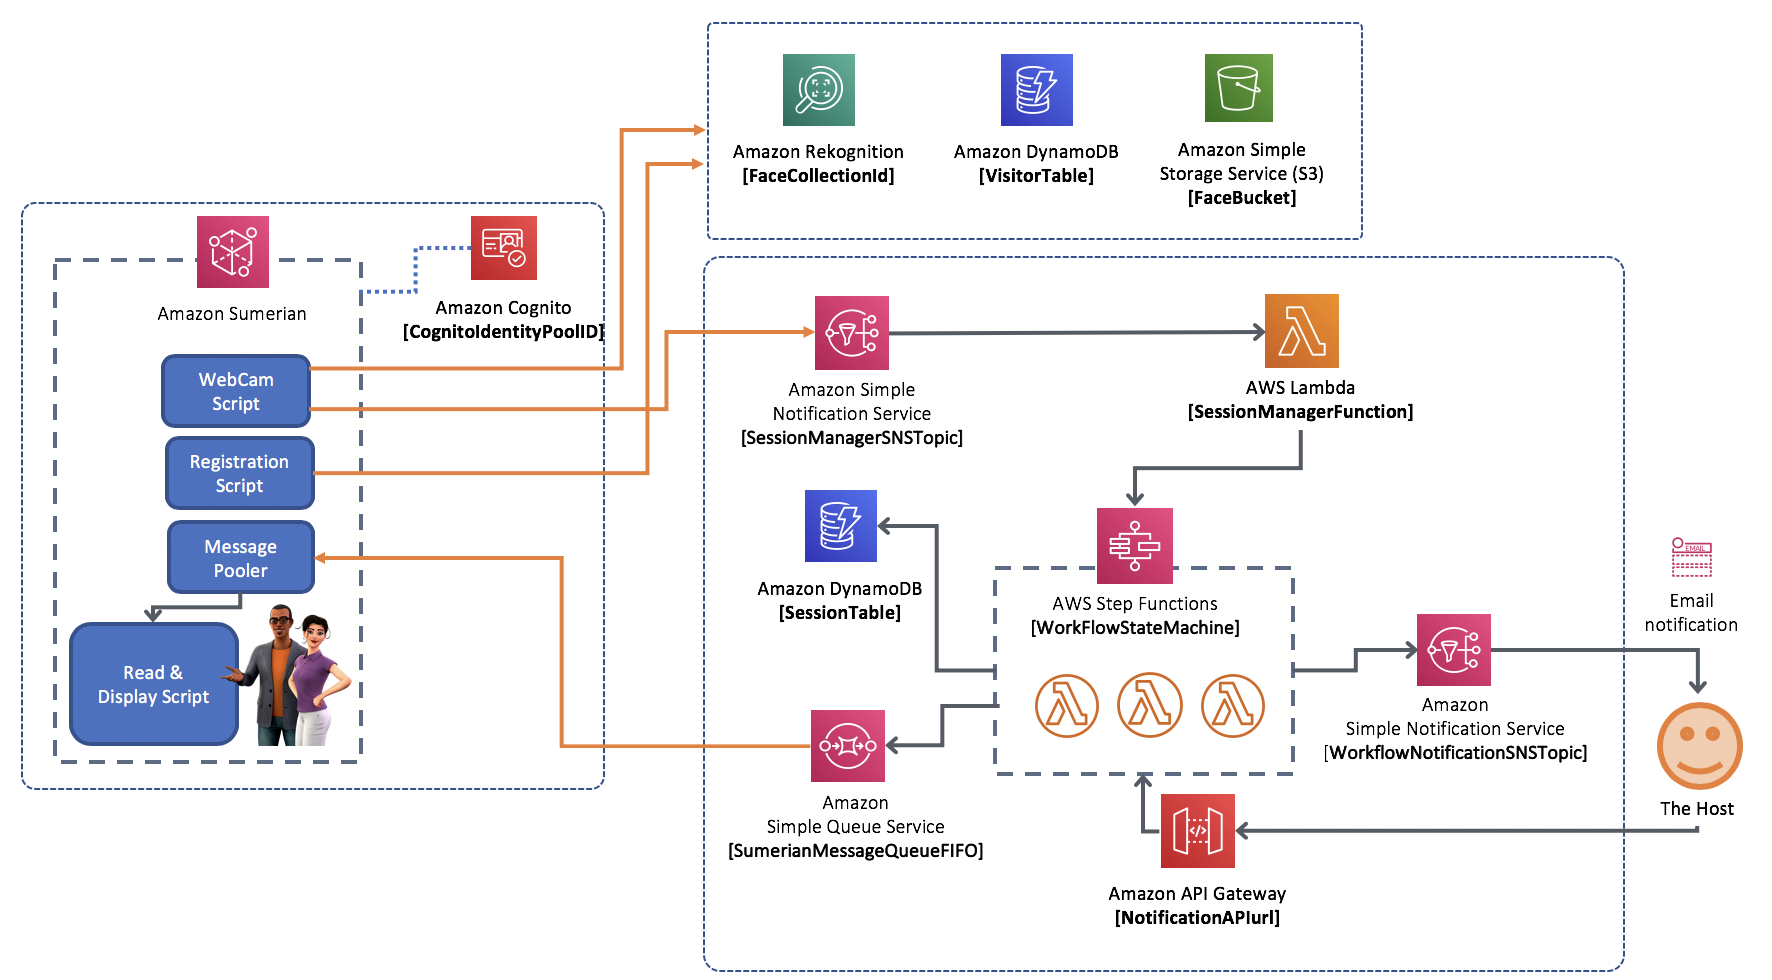 Amazon Rekognition
[FaceCollectionId]
Amazon DynamoDB
[VisitorTable]
Amazon Simple
Storage Service (S3)
[FaceBucket]
Amazon Sumerian
Amazon Cognito
[CognitoIdentityPoolID]
WebCam
Script
Registration
Script
Message
Pooler
Read &
Display Script
Amazon Simple
Notification Service
[SessionManagerSNSTopic]
AWS Lambda
[SessionManagerFunction]
Amazon DynamoDB
[SessionTable]
AWS Step Functions
[WorkFlowStateMachine]
Amazon
Simple Notification Service
[WorkflowNotificationSNSTopic]
EMAIL
Email
notification
The Host
Amazon
Simple Queue Service
[SumerianMessageQueueFIFO]
</>
Amazon API Gateway
[NotificationAPIurl]